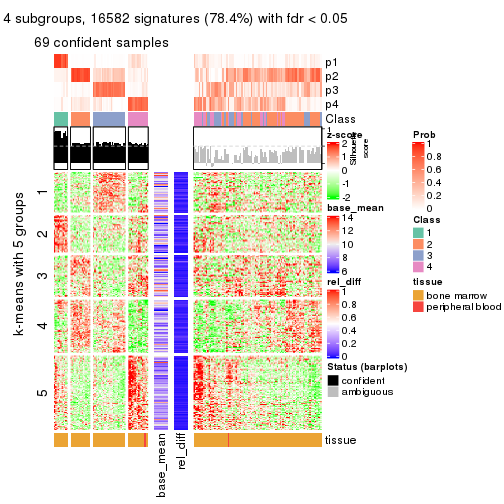 4 subgroups, 16582 signatures (78.4%) with fdr < 0.05
69 confident samples
p1
p2
p3
p4
Class
1
Silhouette
score
k-means with 5 groups
1
2
3
4
5
base_mean
rel_diff
tissue
z-score
2
1
0
-1
-2
base_mean
14
12
10
8
6
rel_diff
1
0.8
0.6
0.4
0.2
0
Status (barplots)
confident
ambiguous
Prob
1
0.8
0.6
0.4
0.2
0
Class
1
2
3
4
tissue
bone marrow
peripheral blood